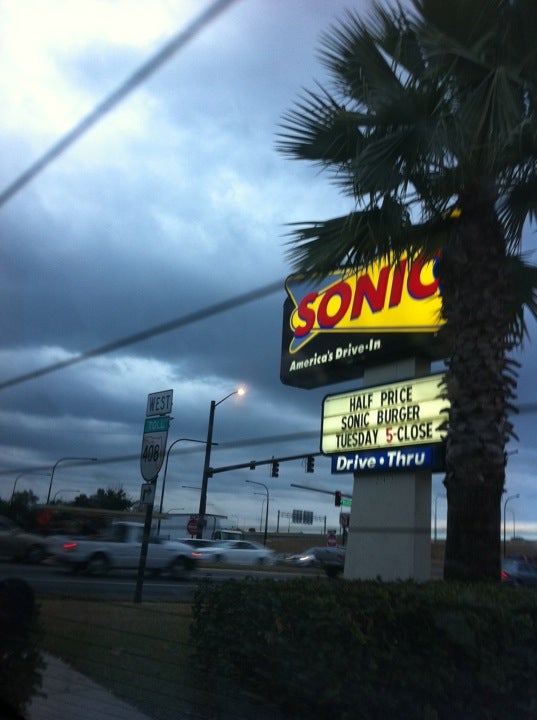 SONIC
America's Drive-In
HALF PRICE
SONIC BURGER
TUESDAY 5-CLOSE
Drive • Thru
WEST
TOLL
408